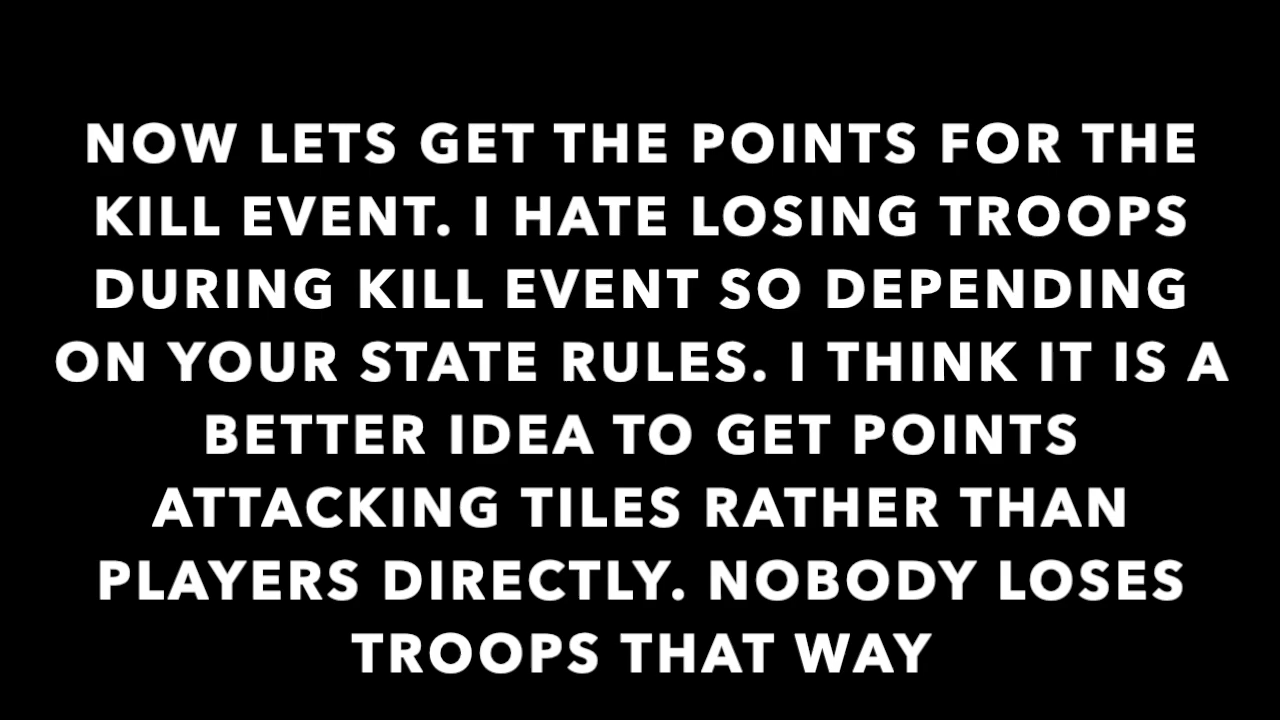 NOW LETS GET THE POINTS FOR THE
KILL EVENT. I HATE LOSING TROOPS
DURING KILL EVENT SO DEPENDING
ON YOUR STATE RULES. I THINK IT IS A
BETTER IDEA TO GET POINTS
ATTACKING TILES RATHER THAN
PLAYERS DIRECTLY. NOBODY LOSES
TROOPS THAT WAY